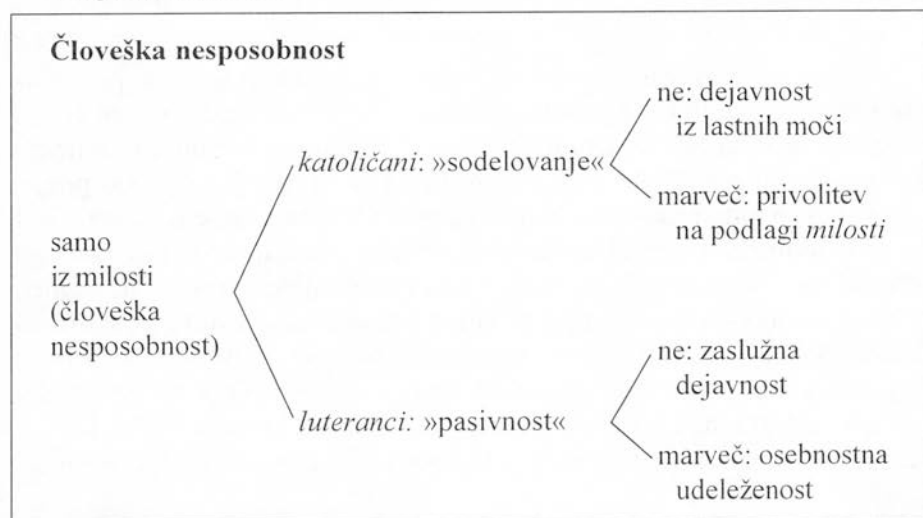 Človeška nesposobnost
samo
iz milosti
(človeška
nesposobnost)
katoličani: »sodelovanje«
ne: dejavnost
iz lastnih moči
marveč: privolitev
na podlagi milosti
luteranci: »pasivnost«
ne: zaslužna
dejavnost
marveč: osebnostna
udeleženost